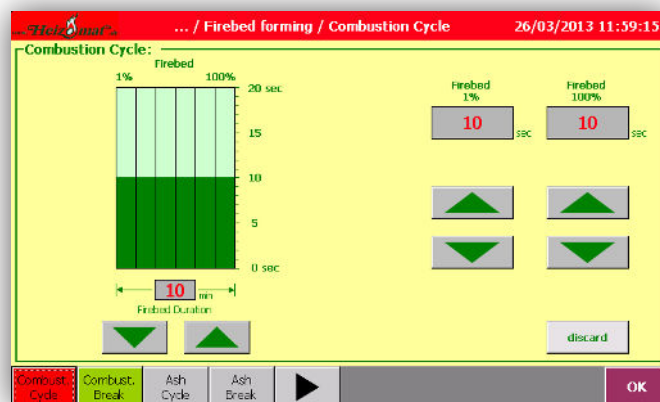 Heizomat
... / Firebed forming / Combustion Cycle
26/03/2013 11:59:15
Combustion Cycle:
Firebed
1% 100%
20 sec
15
10
5
0 sec
10 min
Firebed Duration
Firebed
1%
10 sec
Firebed
100%
10 sec
discard
Combust.
Cycle
Combust.
Break
Ash
Cycle
Ash
Break
OK